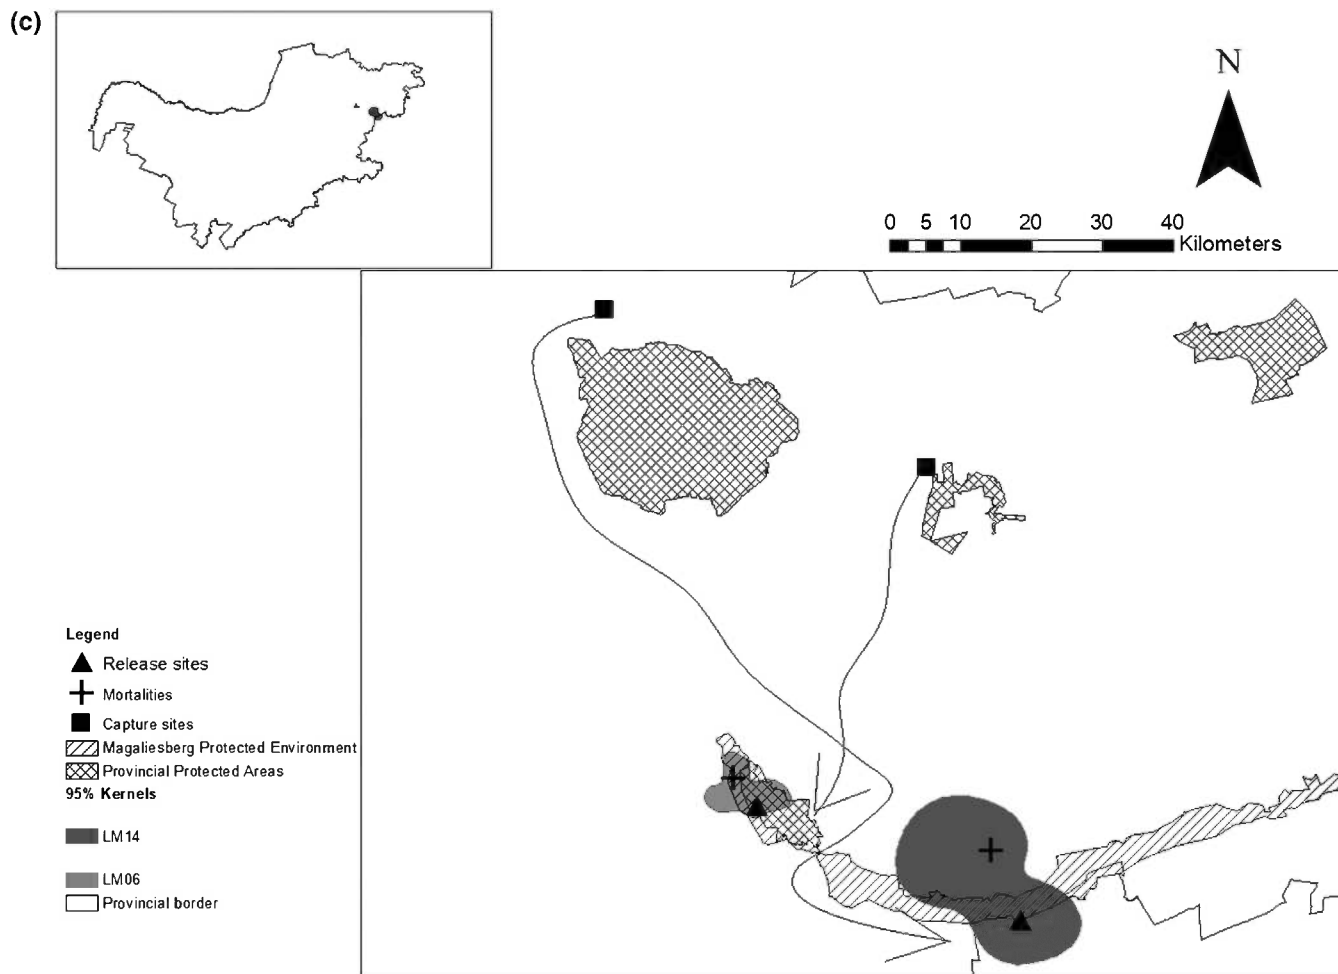 (c)
N
0 5 10 20 30 40
Kilometers
Legend
Release sites
Mortalities
Capture sites
Magaliesberg Protected Environment
Provincial Protected Areas
95% Kernels
LM14
LM06
Provincial border